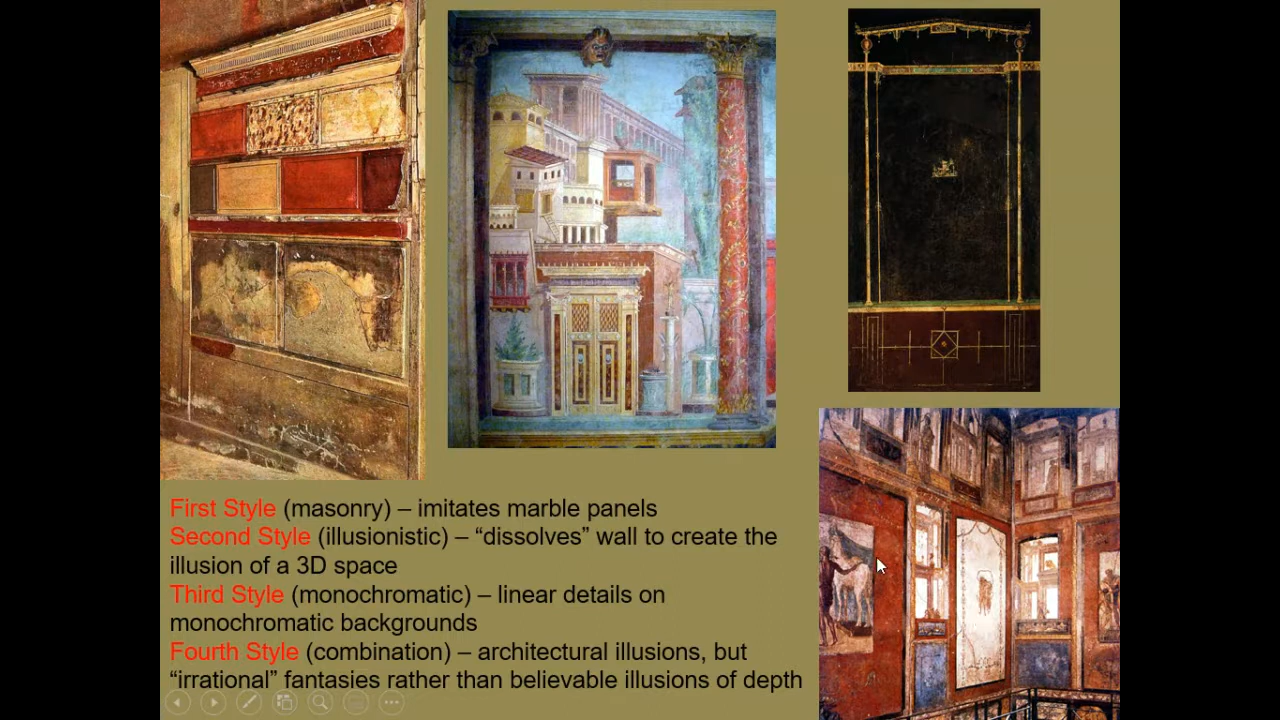 First Style (masonry) – imitates marble panels
Second Style (illusionistic) – “dissolves” wall to create the
illusion of a 3D space
Third Style (monochromatic) – linear details on
monochromatic backgrounds
Fourth Style (combination) – architectural illusions, but
“irrational” fantasies rather than believable illusions of depth